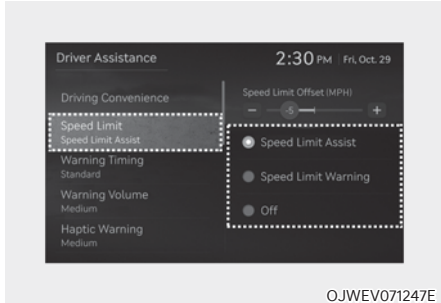 Driver Assistance
2:30 PM Fri, Oct. 29
Driving Convenience
Speed Limit
Speed Limit Assist
Warning Timing
Standard
Warning Volume
Medium
Haptic Warning
Medium
Speed Limit Offset (MPH)
- -5 +
Speed Limit Assist
Speed Limit Warning
Off
OJWEV071247E